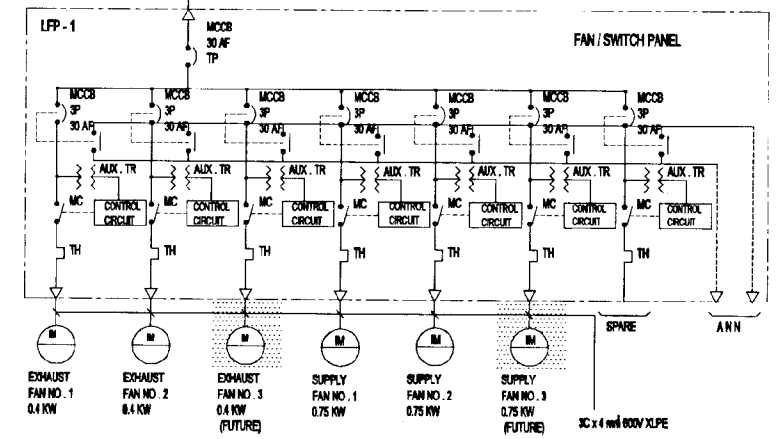 LFP - 1
MCCB
30 AF
TP
FAN / SWITCH PANEL
MCCB
3P
30 AF
MCCB
3P
30 AF
MCCB
3P
30 AF
MCCB
3P
30 AF
MCCB
3P
30 AF
MCCB
3P
30 AF
MCCB
3P
30 AF
AUX . TR
AUX . TR
AUX . TR
AUX . TR
AUX . TR
AUX . TR
AUX . TR
MC
CONTROL
CIRCUIT
MC
CONTROL
CIRCUIT
MC
CONTROL
CIRCUIT
MC
CONTROL
CIRCUIT
MC
CONTROL
CIRCUIT
MC
CONTROL
CIRCUIT
MC
CONTROL
CIRCUIT
TH
TH
TH
TH
TH
TH
TH
SPARE
A N N
IM
IM
IM
IM
IM
IM
EXHAUST
FAN NO . 1
0.4 KW
EXHAUST
FAN NO . 2
0.4 KW
EXHAUST
FAN NO . 3
0.4 KW
(FUTURE)
SUPPLY
FAN NO . 1
0.75 KW
SUPPLY
FAN NO . 2
0.75 KW
SUPPLY
FAN NO . 3
0.75 KW
(FUTURE)
3C x 4 mm² 600V XLPE